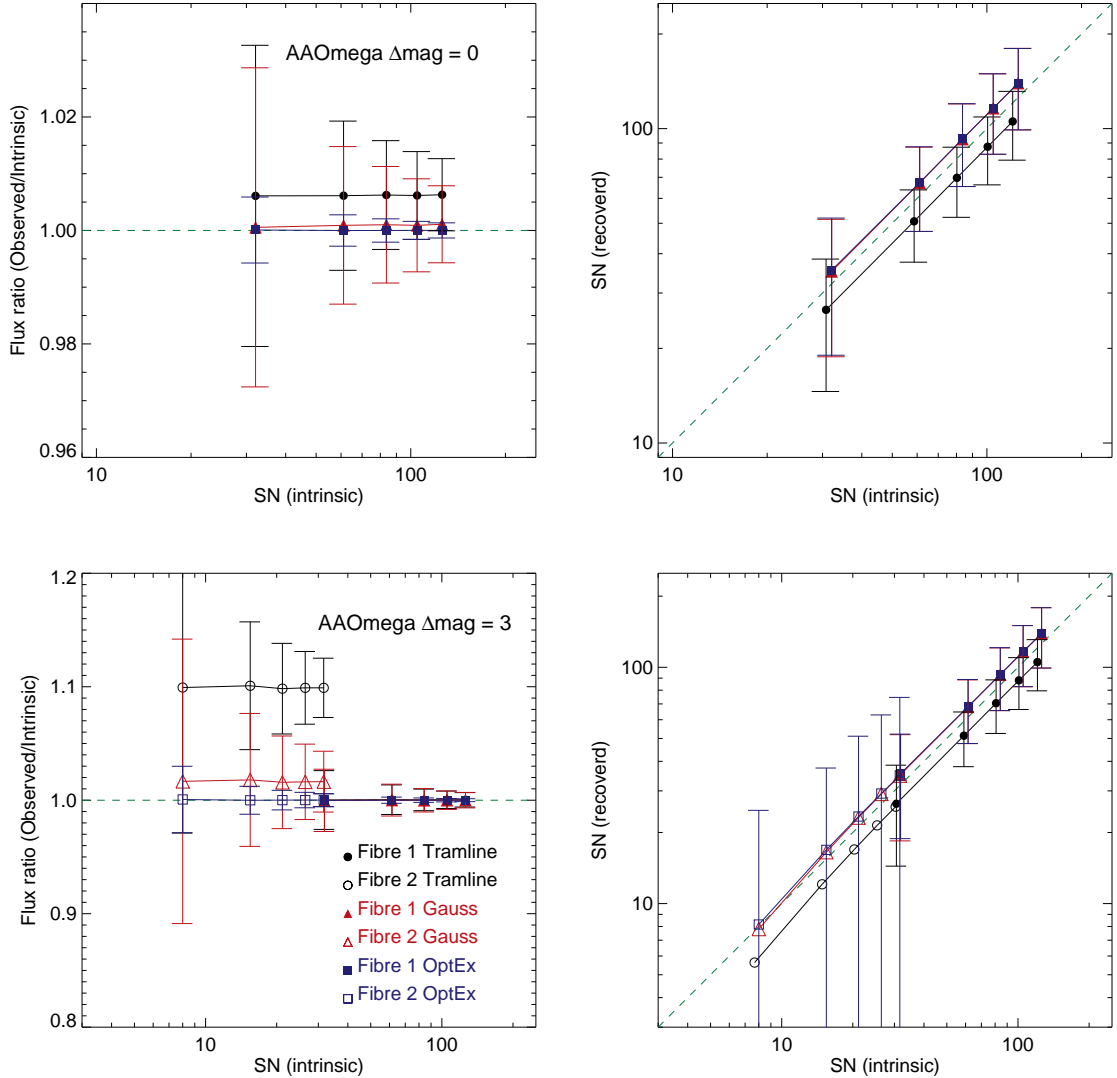 AAOmega Δmag = 0
Flux ratio (Observed/Intrinsic)
1.02
1.00
0.98
0.96
10
100
SN (intrinsic)
SN (recoverd)
100
10
10
100
SN (intrinsic)
AAOmega Δmag = 3
Flux ratio (Observed/Intrinsic)
1.2
1.1
1.0
0.9
0.8
Fibre 1 Tramline
Fibre 2 Tramline
Fibre 1 Gauss
Fibre 2 Gauss
Fibre 1 OptEx
Fibre 2 OptEx
10
100
SN (intrinsic)
SN (recoverd)
100
10
10
100
SN (intrinsic)